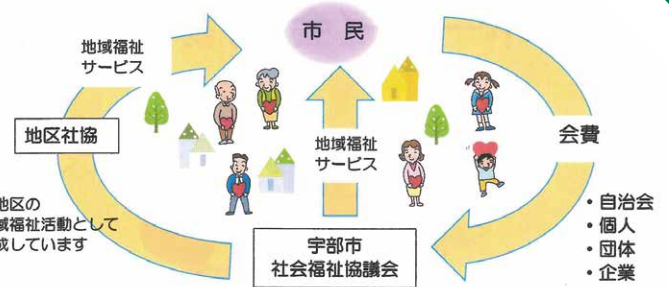 市 民
地域福祉
サービス
地区社協
地域福祉
サービス
会費
地区の
域福祉活動として
成しています
宇部市
社会福祉協議会
・自治会
・個人
・団体
・企業